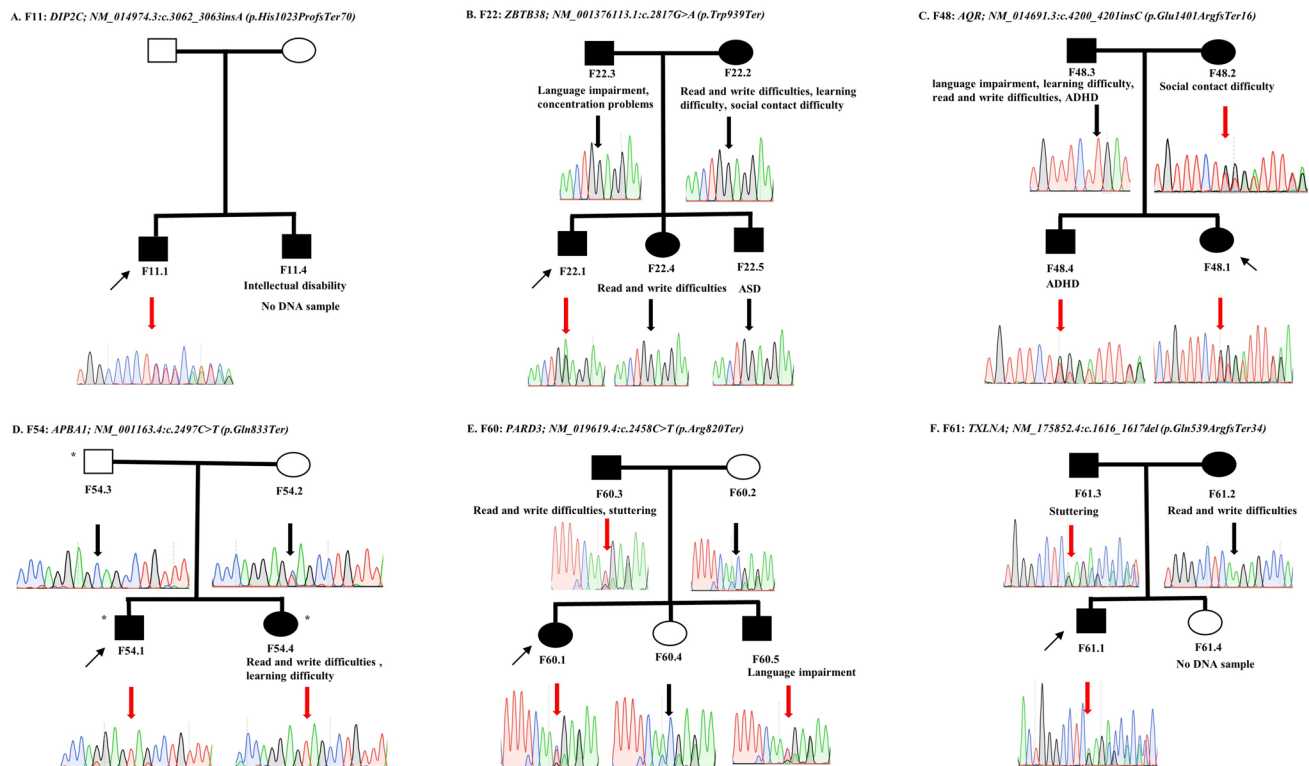 A. F11: DIP2C; NM_014974.3:c.3062_3063insA (p.His1023ProfsTer70)
F11.1
F11.4
Intellectual disability
No DNA sample
B. F22: ZBTB38; NM_001376113.1:c.2817G>A (p.Trp939Ter)
F22.3
F22.2
Language impairment,
concentration problems
Read and write difficulties, learning
difficulty, social contact difficulty
F22.1
F22.4
F22.5
Read and write difficulties
ASD
C. F48: AQR; NM_014691.3:c.4200_4201insC (p.Glu1401ArgfsTer16)
F48.3
F48.2
language impairment, learning difficulty,
read and write difficulties, ADHD
Social contact difficulty
F48.4
F48.1
ADHD
D. F54: APBA1; NM_001163.4:c.2497C>T (p.Gln833Ter)
*
F54.3
F54.2
*
*
F54.1
F54.4
Read and write difficulties ,
learning difficulty
E. F60: PARD3; NM_019619.4:c.2458C>T (p.Arg820Ter)
F60.3
F60.2
Read and write difficulties, stuttering
F60.1
F60.4
F60.5
Language impairment
F. F61: TXLNA; NM_175852.4:c.1616_1617del (p.Gln539ArgfsTer34)
F61.3
F61.2
Stuttering
Read and write difficulties
F61.1
F61.4
No DNA sample